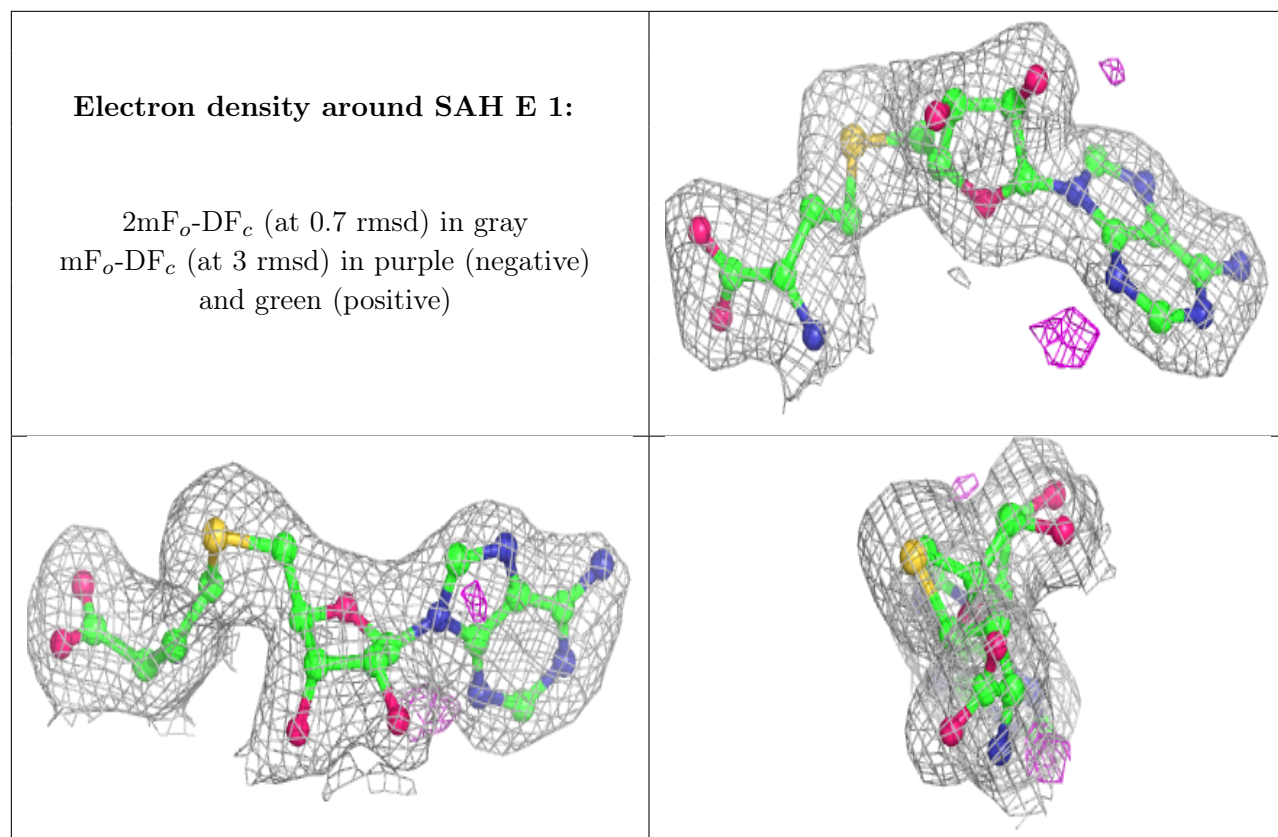 Electron density around SAH E 1:
2mFo-DFc (at 0.7 rmsd) in gray
mFo-DFc (at 3 rmsd) in purple (negative)
and green (positive)